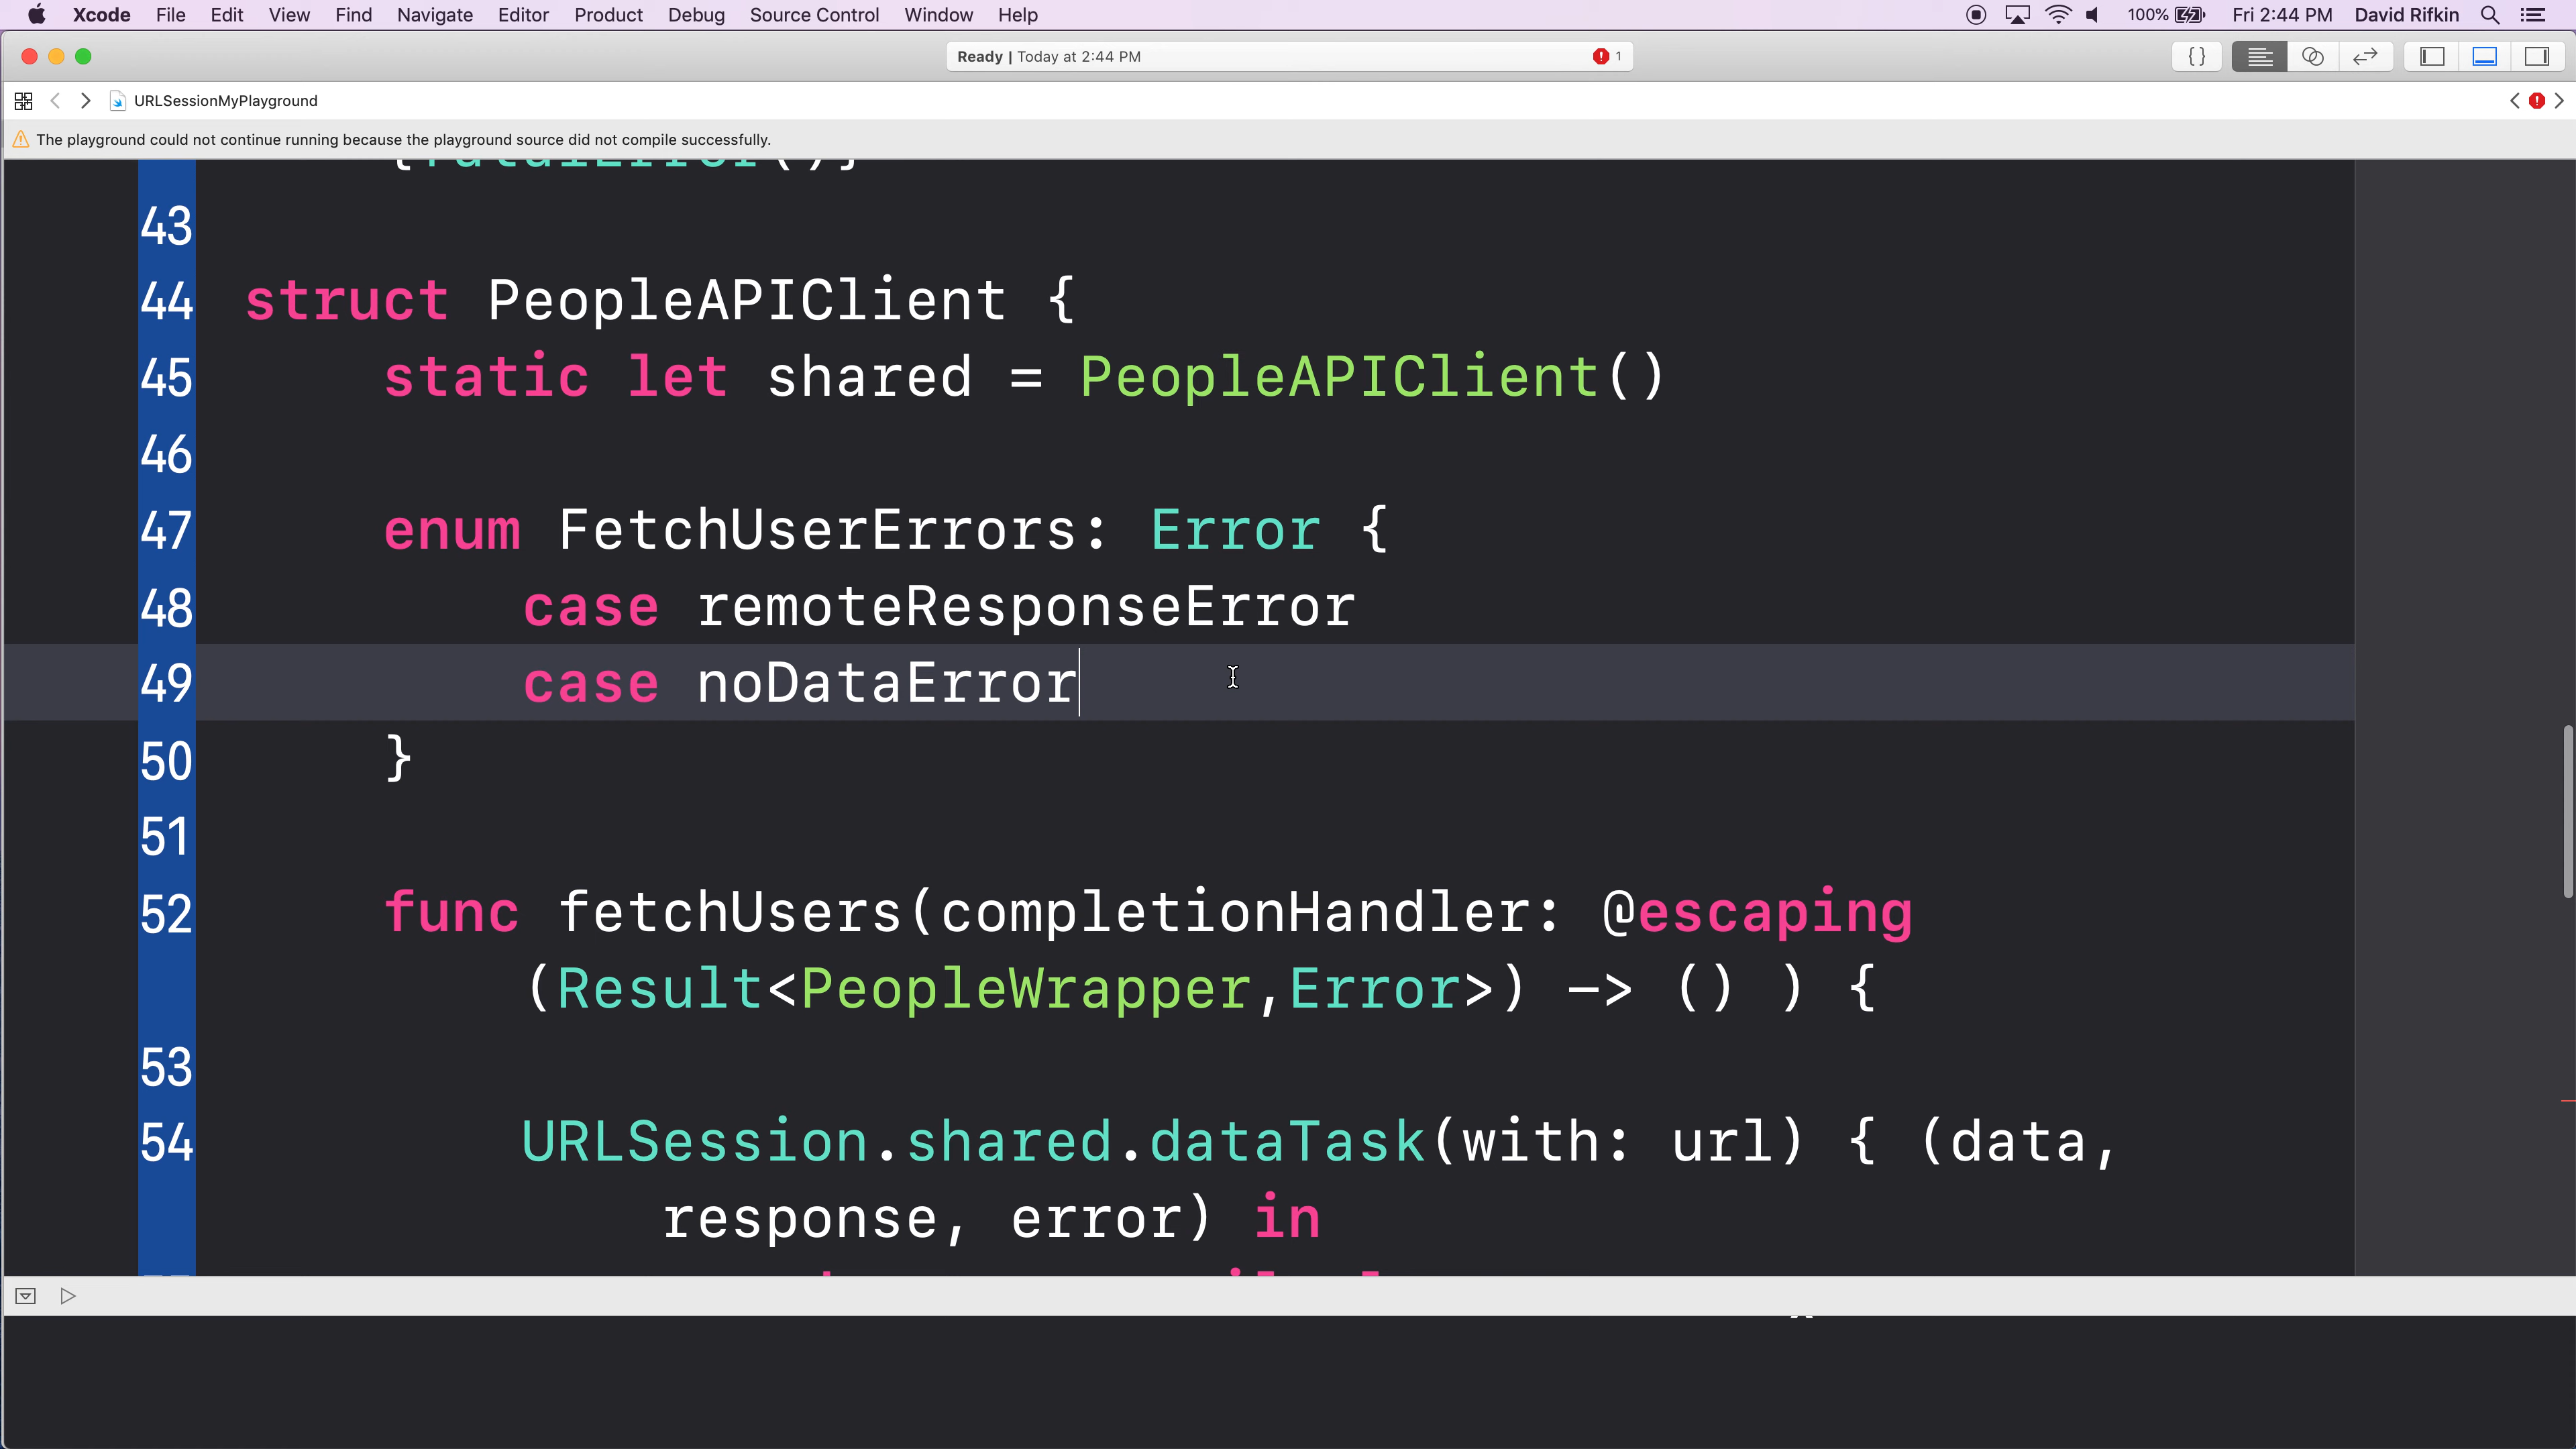 Xcode File Edit View Find Navigate Editor Product Debug Source Control Window Help 100% Fri 2:44 PM David Rifkin
Ready | Today at 2:44 PM 1
URLSessionMyPlayground
The playground could not continue running because the playground source did not compile successfully.
{fatalError()}
43
44 struct PeopleAPIClient {
45 static let shared = PeopleAPIClient()
46
47 enum FetchUserErrors: Error {
48 case remoteResponseError
49 case noDataError
50 }
51
52 func fetchUsers(completionHandler: @escaping
(Result<PeopleWrapper,Error>) -> () ) {
53
54 URLSession.shared.dataTask(with: url) { (data,
response, error) in